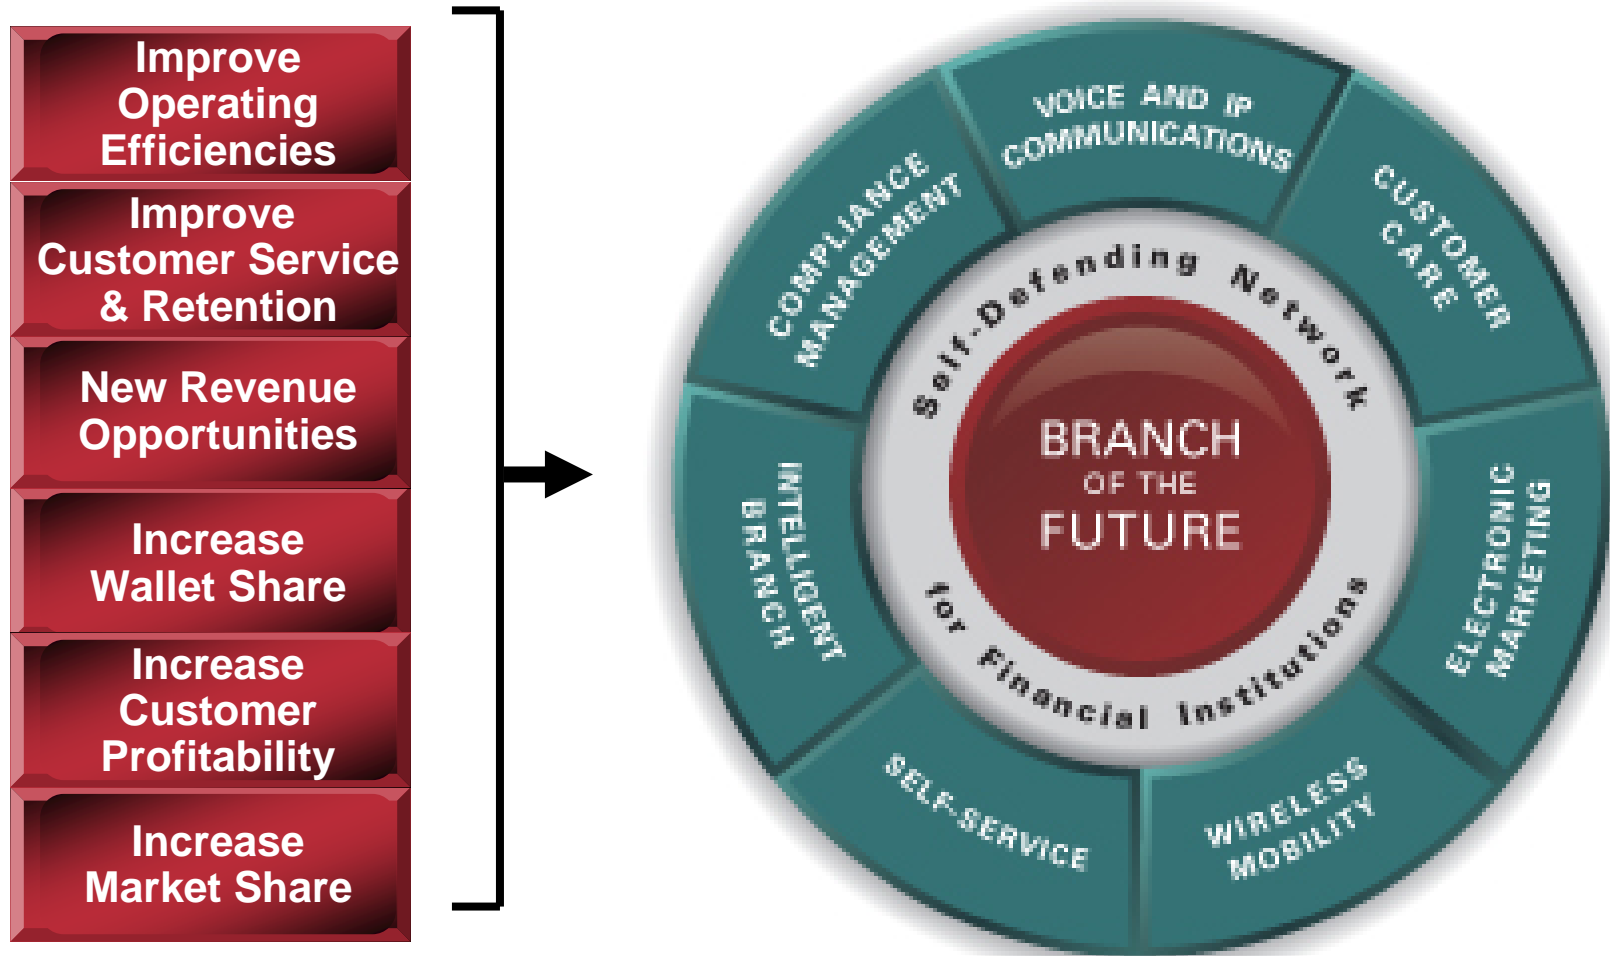 Improve
Operating
Efficiencies
Improve
Customer Service
& Retention
New Revenue
Opportunities
Increase
Wallet Share
Increase
Customer
Profitability
Increase
Market Share
VOICE AND IP
COMMUNICATIONS
CUSTOMER
CARE
ELECTRONIC
MARKETING
WIRELESS
MOBILITY
SELF-SERVICE
INTELLIGENT
BRANCH
COMPLIANCE
MANAGEMENT
Self-Defending Network
for Financial Institutions
BRANCH
OF THE
FUTURE